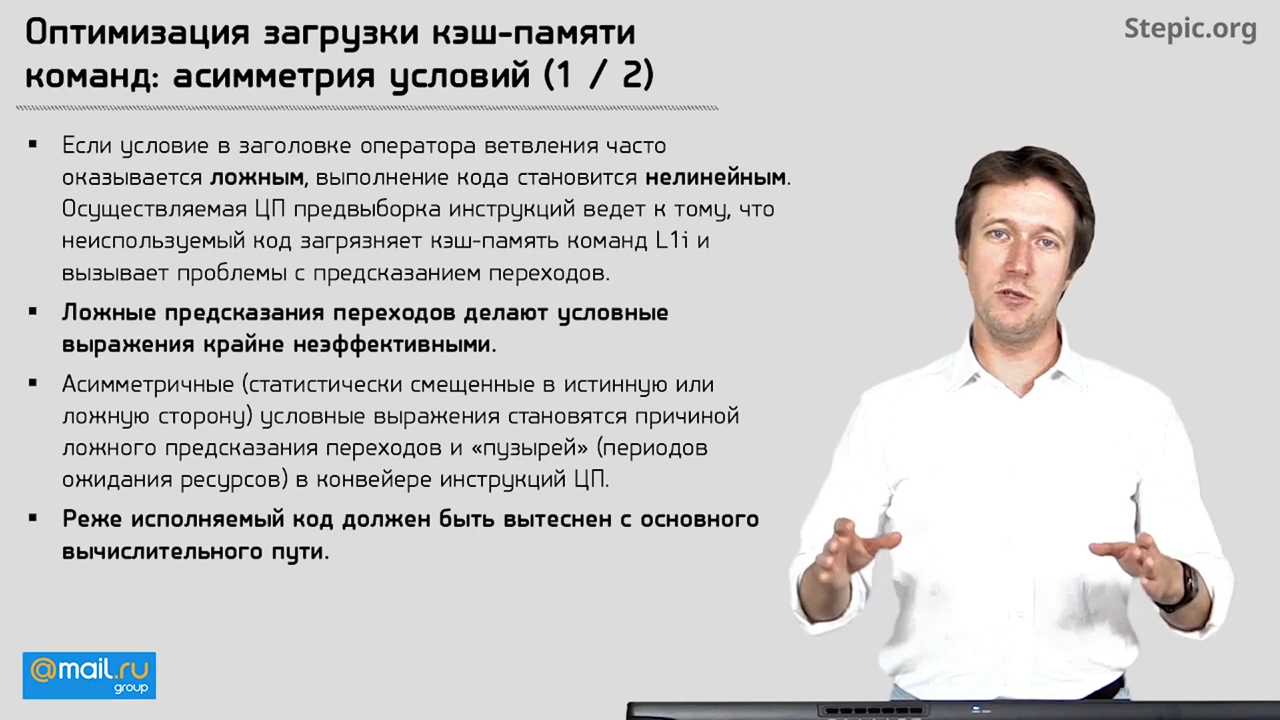 Оптимизация загрузки кэш-памяти
команд: асимметрия условий (1 / 2)
Stepic.org
▪ Если условие в заголовке оператора ветвления часто
оказывается ложным, выполнение кода становится нелинейным.
Осуществляемая ЦП предвыборка инструкций ведет к тому, что
неиспользуемый код загрязняет кэш-память команд L1i и
вызывает проблемы с предсказанием переходов.
▪ Ложные предсказания переходов делают условные
выражения крайне неэффективными.
▪ Асимметричные (статистически смещенные в истинную или
ложную сторону) условные выражения становятся причиной
ложного предсказания переходов и «пузырей» (периодов
ожидания ресурсов) в конвейере инструкций ЦП.
▪ Реже исполняемый код должен быть вытеснен с основного
вычислительного пути.
@mail.ru
group